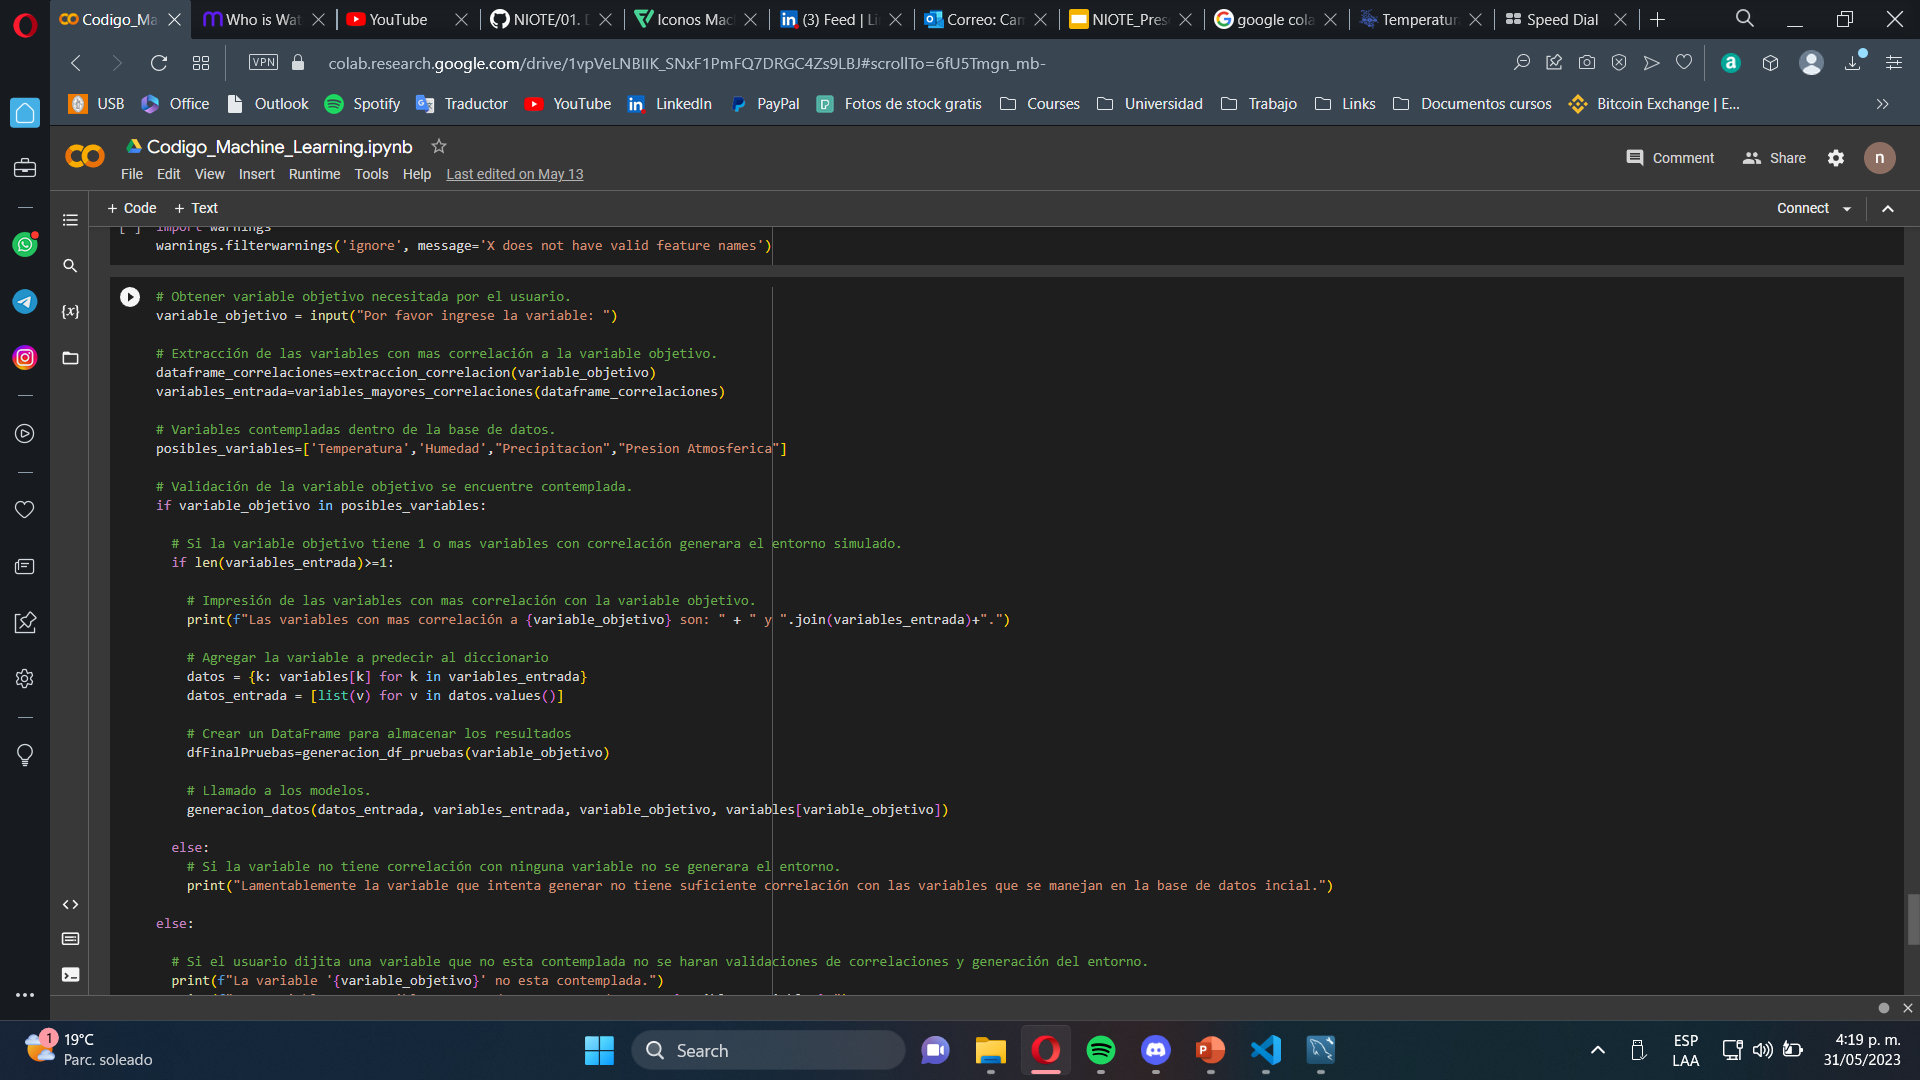 Codigo_Ma
Who is Wat
YouTube
NIOTE/01.
Iconos Mac
(3) Feed | Li
Correo: Cam
NIOTE_Pres
google cola
Temperatur
Speed Dial
VPN
colab.research.google.com/drive/1vpVeLNBIIK_SNxF1PmFQ7DRGC4Zs9LBJ#scrollTo=6fU5Tmgn_mb-
USB
Office
Outlook
Spotify
Traductor
YouTube
LinkedIn
PayPal
Fotos de stock gratis
Courses
Universidad
Trabajo
Links
Documentos cursos
Bitcoin Exchange | E...
Codigo_Machine_Learning.ipynb
Comment
Share
n
File Edit View Insert Runtime Tools Help Last edited on May 13
+ Code + Text
Connect
[ ] import warnings
warnings.filterwarnings('ignore', message='X does not have valid feature names')
# Obtener variable objetivo necesitada por el usuario.
variable_objetivo = input("Por favor ingrese la variable: ")
# Extracción de las variables con mas correlación a la variable objetivo.
dataframe_correlaciones=extraccion_correlacion(variable_objetivo)
variables_entrada=variables_mayores_correlaciones(dataframe_correlaciones)
# Variables contempladas dentro de la base de datos.
posibles_variables=['Temperatura','Humedad',"Precipitacion","Presion Atmosferica"]
# Validación de la variable objetivo se encuentre contemplada.
if variable_objetivo in posibles_variables:
# Si la variable objetivo tiene 1 o mas variables con correlación generara el entorno simulado.
if len(variables_entrada)>=1:
# Impresión de las variables con mas correlación con la variable objetivo.
print(f"Las variables con mas correlación a {variable_objetivo} son: " + " y ".join(variables_entrada)+".")
# Agregar la variable a predecir al diccionario
datos = {k: variables[k] for k in variables_entrada}
datos_entrada = [list(v) for v in datos.values()]
# Crear un DataFrame para almacenar los resultados
dfFinalPruebas=generacion_df_pruebas(variable_objetivo)
# Llamado a los modelos.
generacion_datos(datos_entrada, variables_entrada, variable_objetivo, variables[variable_objetivo])
else:
# Si la variable no tiene correlación con ninguna variable no se generara el entorno.
print("Lamentablemente la variable que intenta generar no tiene suficiente correlación con las variables que se manejan en la base de datos incial.")
else:
# Si el usuario dijita una variable que no esta contemplada no se haran validaciones de correlaciones y generación del entorno.
print(f"La variable '{variable_objetivo}' no esta contemplada.")
1
19°C
Parc. soleado
Search
ESP
LAA
4:19 p. m.
31/05/2023